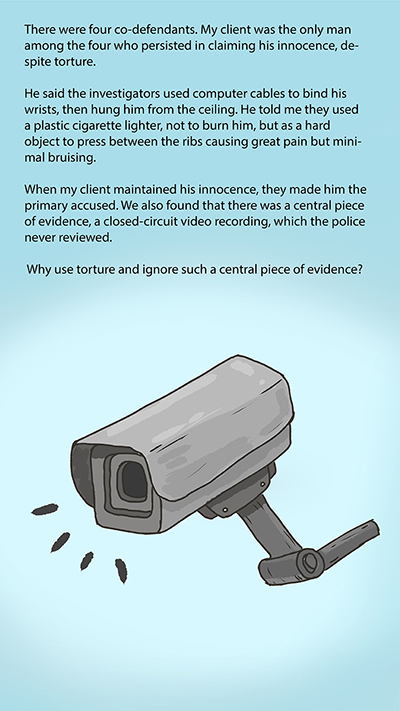 There were four co-defendants. My client was the only man
among the four who persisted in claiming his innocence, de-
spite torture.
He said the investigators used computer cables to bind his
wrists, then hung him from the ceiling. He told me they used
a plastic cigarette lighter, not to burn him, but as a hard
object to press between the ribs causing great pain but mini-
mal bruising.
When my client maintained his innocence, they made him the
primary accused. We also found that there was a central piece
of evidence, a closed-circuit video recording, which the police
never reviewed.
Why use torture and ignore such a central piece of evidence?